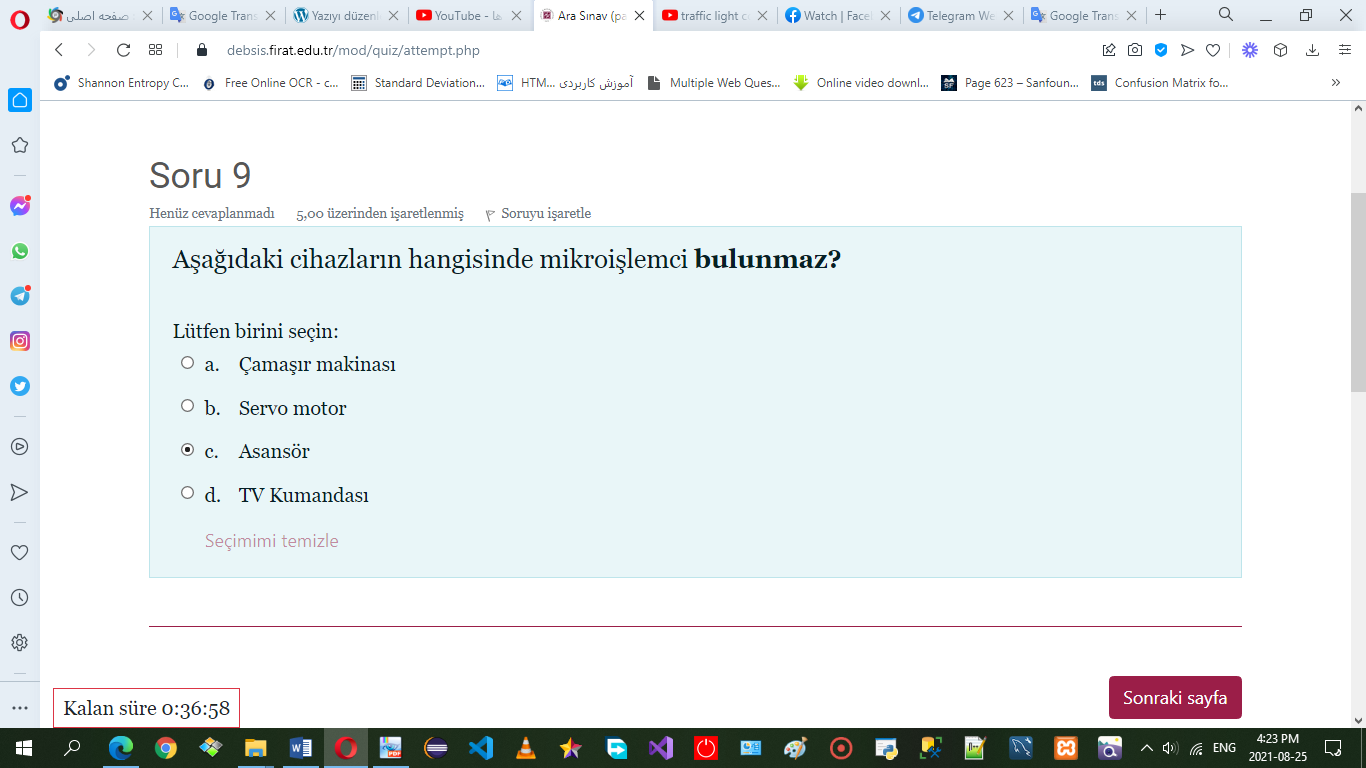 صفحه اصلی
Google Trans
Yazıyı düzenl
YouTube - ها
Ara Sınav (pa
traffic light c
Watch | Face
Telegram We
Google Trans
debsis.firat.edu.tr/mod/quiz/attempt.php
Shannon Entropy C...
Free Online OCR - c...
Standard Deviation...
آموزش کاربردی HTM...
Multiple Web Ques...
Online video downl...
Page 623 – Sanfoun...
tds
Confusion Matrix fo...
Soru 9
Henüz cevaplanmadı 5,00 üzerinden işaretlenmiş Soruyu işaretle
Aşağıdaki cihazların hangisinde mikroişlemci bulunmaz?
Lütfen birini seçin:
a. Çamaşır makinası
b. Servo motor
c. Asansör
d. TV Kumandası
Seçimimi temizle
Sonraki sayfa
Kalan süre 0:36:58
ENG
4:23 PM
2021-08-25